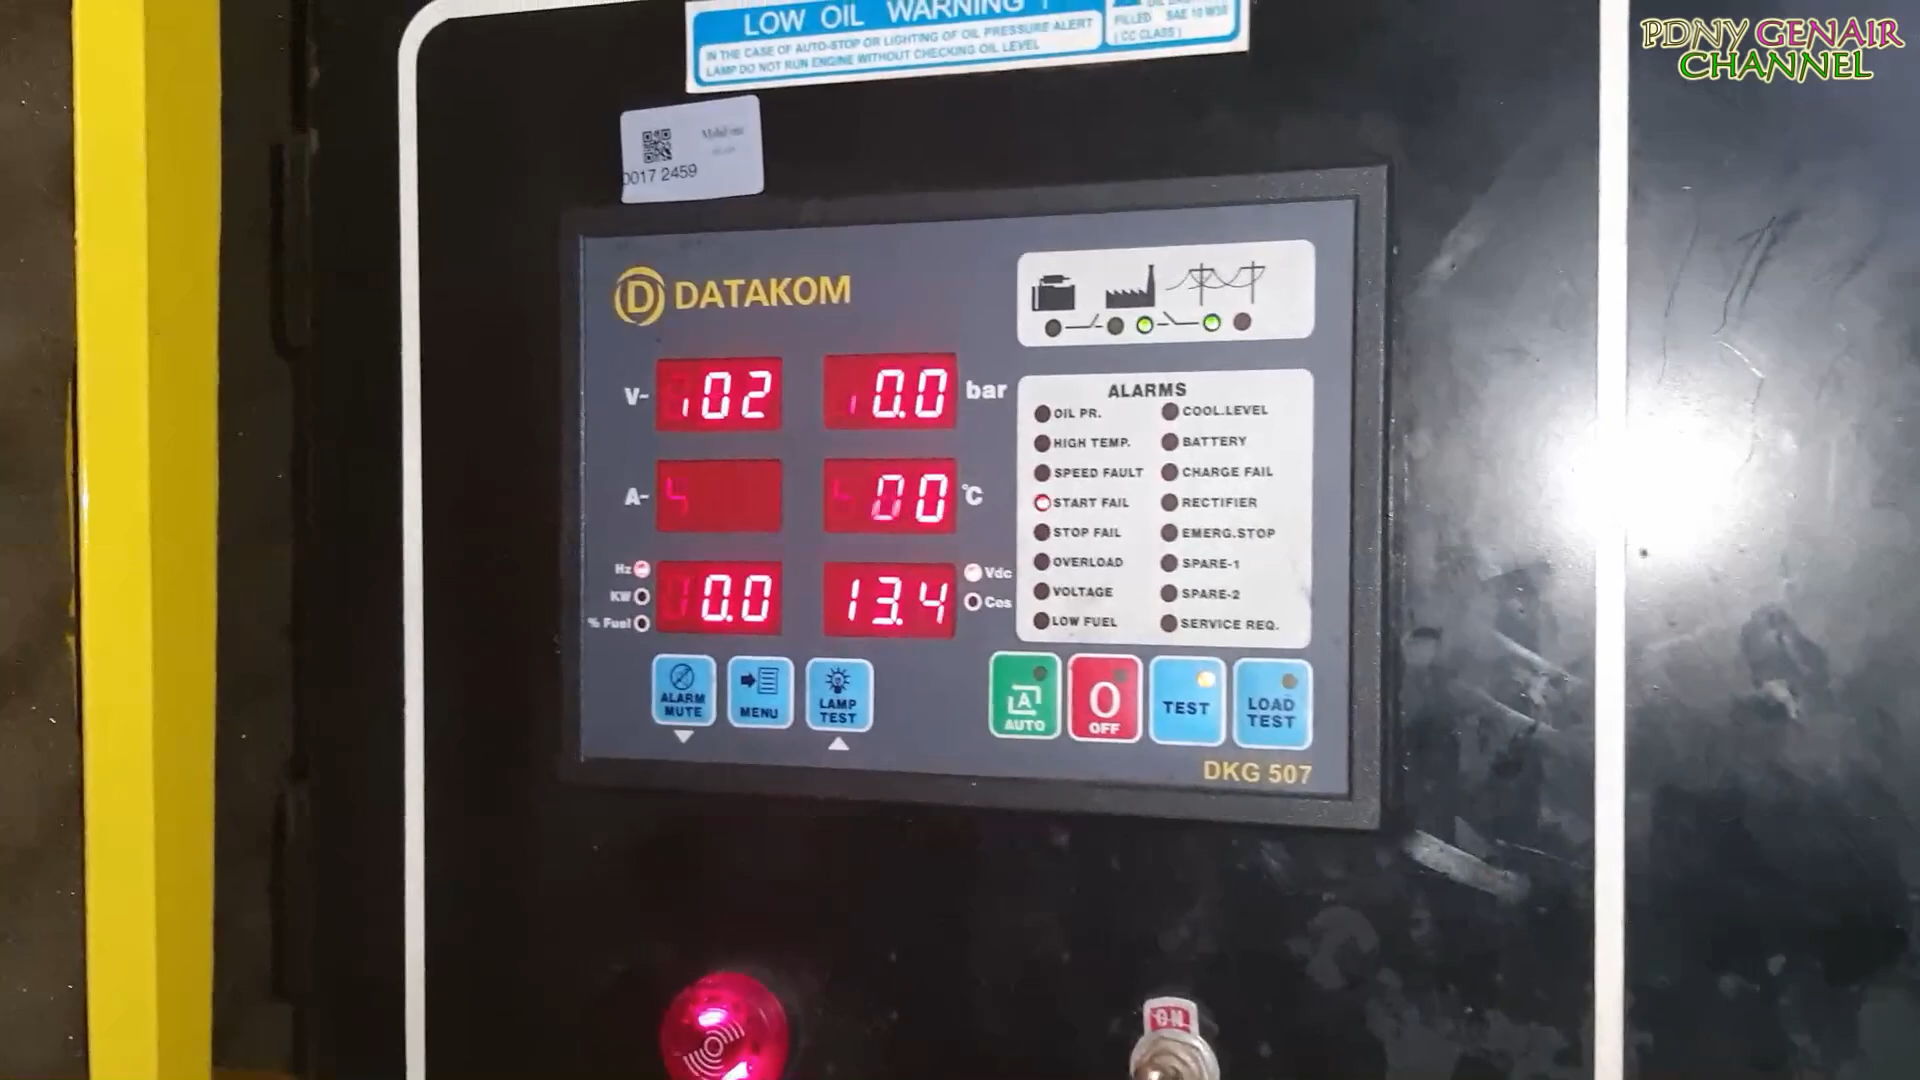 LOW OIL WARNING !
IN THE CASE OF AUTO-STOP OR LIGHTING OF OIL PRESSURE ALERT
LAMP DO NOT RUN ENGINE WITHOUT CHECKING OIL LEVEL
FILLED SAE 10 W30
( CC CLASS )
PDNY GENAIR
CHANNEL
0017 2459
D DATAKOM
V- 102
0.0 bar
A-
00 °C
Hz
KW
% Fuel
0.0
13.4
Vdc
Cos
ALARMS
OIL PR.
HIGH TEMP.
SPEED FAULT
START FAIL
STOP FAIL
OVERLOAD
VOLTAGE
LOW FUEL
COOL.LEVEL
BATTERY
CHARGE FAIL
RECTIFIER
EMERG.STOP
SPARE-1
SPARE-2
SERVICE REQ.
ALARM
MUTE
MENU
LAMP
TEST
A
AUTO
O
OFF
TEST
LOAD
TEST
DKG 507
ON